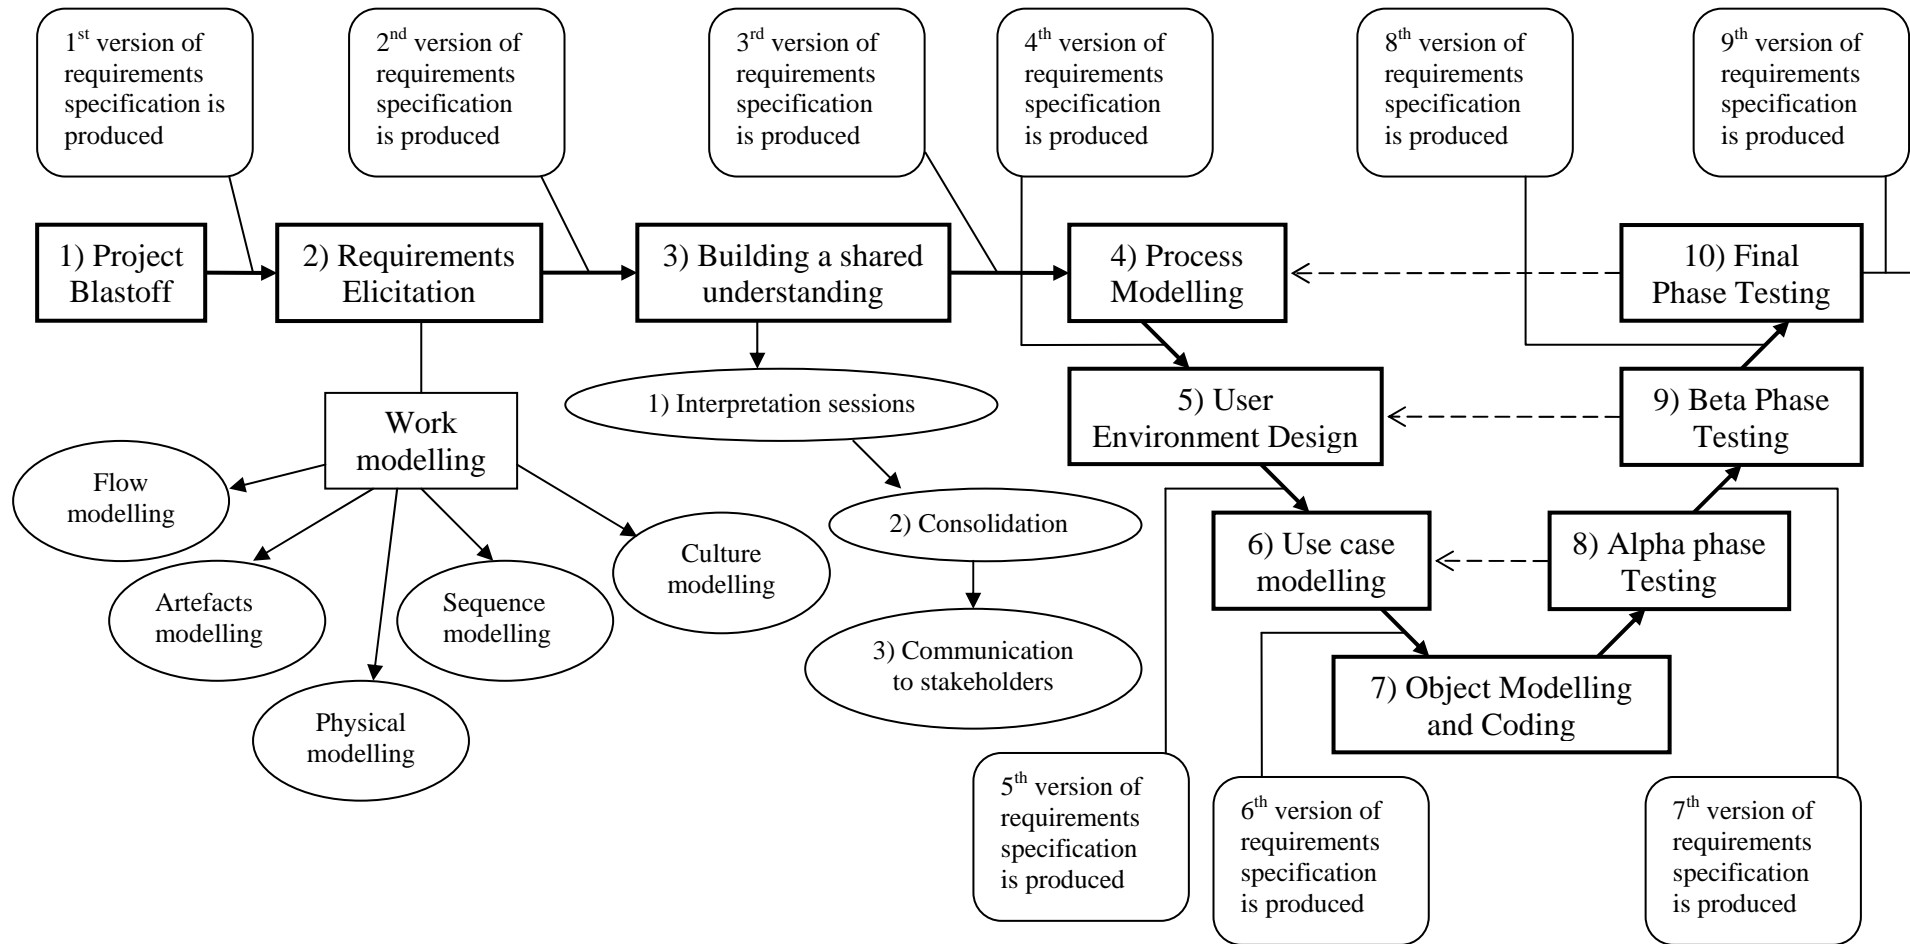 1st version of
requirements
specification is
produced
2nd version of
requirements
specification
is produced
3rd version of
requirements
specification
is produced
4th version of
requirements
specification
is produced
8th version of
requirements
specification
is produced
9th version of
requirements
specification
is produced
1) Project
Blastoff
2) Requirements
Elicitation
3) Building a shared
understanding
4) Process
Modelling
10) Final
Phase Testing
1) Interpretation sessions
5) User
Environment Design
9) Beta Phase
Testing
Work
modelling
Flow
modelling
2) Consolidation
6) Use case
modelling
8) Alpha phase
Testing
Culture
modelling
Artefacts
modelling
Sequence
modelling
3) Communication
to stakeholders
7) Object Modelling
and Coding
Physical
modelling
5th version of
requirements
specification
is produced
6th version of
requirements
specification
is produced
7th version of
requirements
specification
is produced